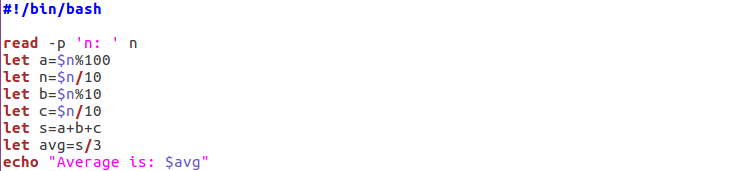 #!/bin/bash
read -p 'n: ' n
let a=$n%100
let n=$n/10
let b=$n%10
let c=$n/10
let s=a+b+c
let avg=s/3
echo "Average is: $avg"